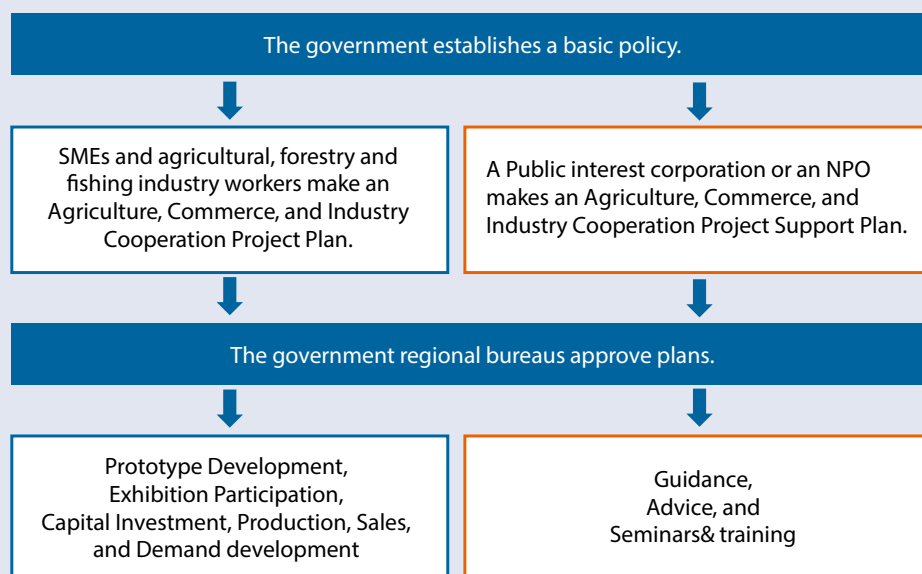 The government establishes a basic policy.
SMEs and agricultural, forestry and
fishing industry workers make an
Agriculture, Commerce, and Industry
Cooperation Project Plan.
A Public interest corporation or an NPO
makes an Agriculture, Commerce, and
Industry Cooperation Project Support Plan.
The government regional bureaus approve plans.
Prototype Development,
Exhibition Participation,
Capital Investment, Production, Sales,
and Demand development
Guidance,
Advice, and
Seminars& training